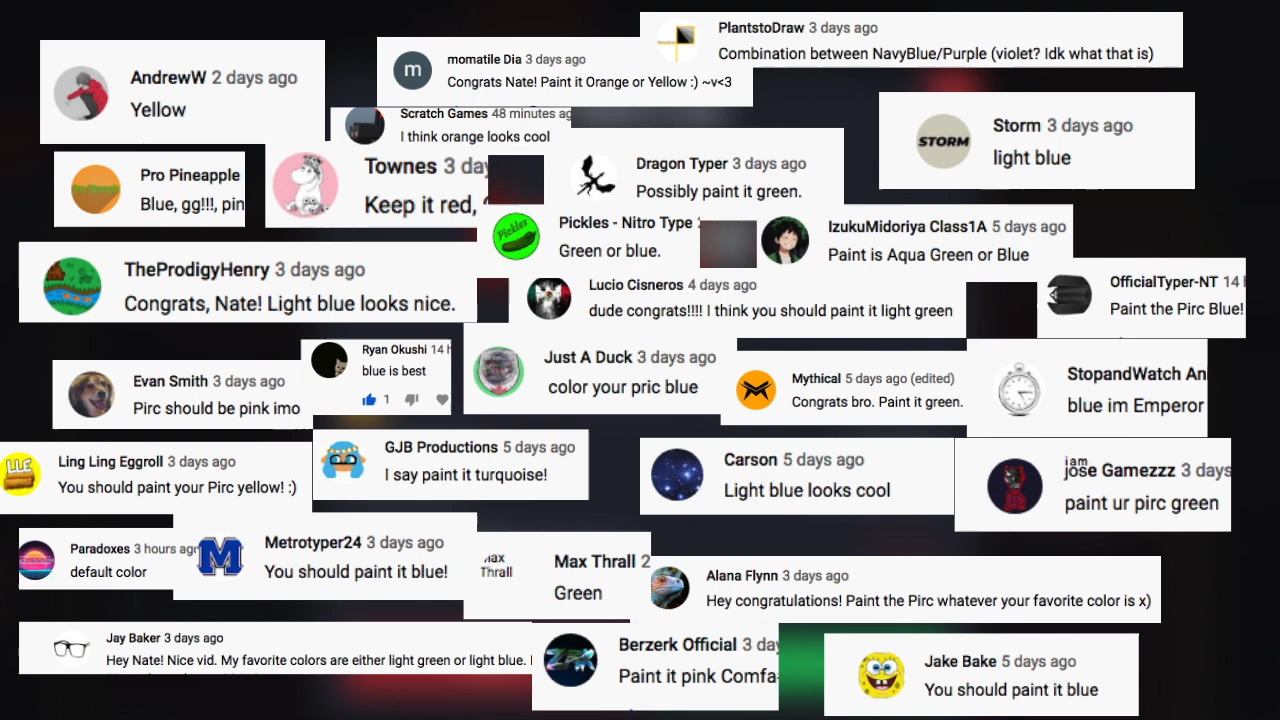 PlantstoDraw 3 days ago
Combination between NavyBlue/Purple (violet? Idk what that is)
AndrewW 2 days ago
Yellow
m
momatile Dia 3 days ago
Congrats Nate! Paint it Orange or Yellow :) ~v<3
Scratch Games 48 minutes ag
I think orange looks cool
STORM
Storm 3 days ago
light blue
Pro Pineapple
Blue, gg!!!, pin
Townes 3 day
Keep it red,
Dragon Typer 3 days ago
Possibly paint it green.
Pickles
Pickles - Nitro Type
Green or blue.
IzukuMidoriya Class1A 5 days ago
Paint is Aqua Green or Blue
TheProdigyHenry 3 days ago
Congrats, Nate! Light blue looks nice.
Lucio Cisneros 4 days ago
dude congrats!!!! I think you should paint it light green
OfficialTyper-NT 14 h
Paint the Pirc Blue!
Ryan Okushi 14 h
blue is best
1
Just A Duck 3 days ago
color your pric blue
Evan Smith 3 days ago
Pirc should be pink imo
Mythical 5 days ago (edited)
Congrats bro. Paint it green.
StopandWatch An
blue im Emperor
GJB Productions 5 days ago
I say paint it turquoise!
LLE
Ling Ling Eggroll 3 days ago
You should paint your Pirc yellow! :)
Carson 5 days ago
Light blue looks cool
iam
jose Gamezzz 3 days
paint ur pirc green
Paradoxes 3 hours ago
default color
M
Metrotyper24 3 days ago
You should paint it blue!
Max
Thrall
Max Thrall 2
Green
Alana Flynn 3 days ago
Hey congratulations! Paint the Pirc whatever your favorite color is x)
Jay Baker 3 days ago
Hey Nate! Nice vid. My favorite colors are either light green or light blue. I
Berzerk Official 3 day
Paint it pink Comfa
Jake Bake 5 days ago
You should paint it blue